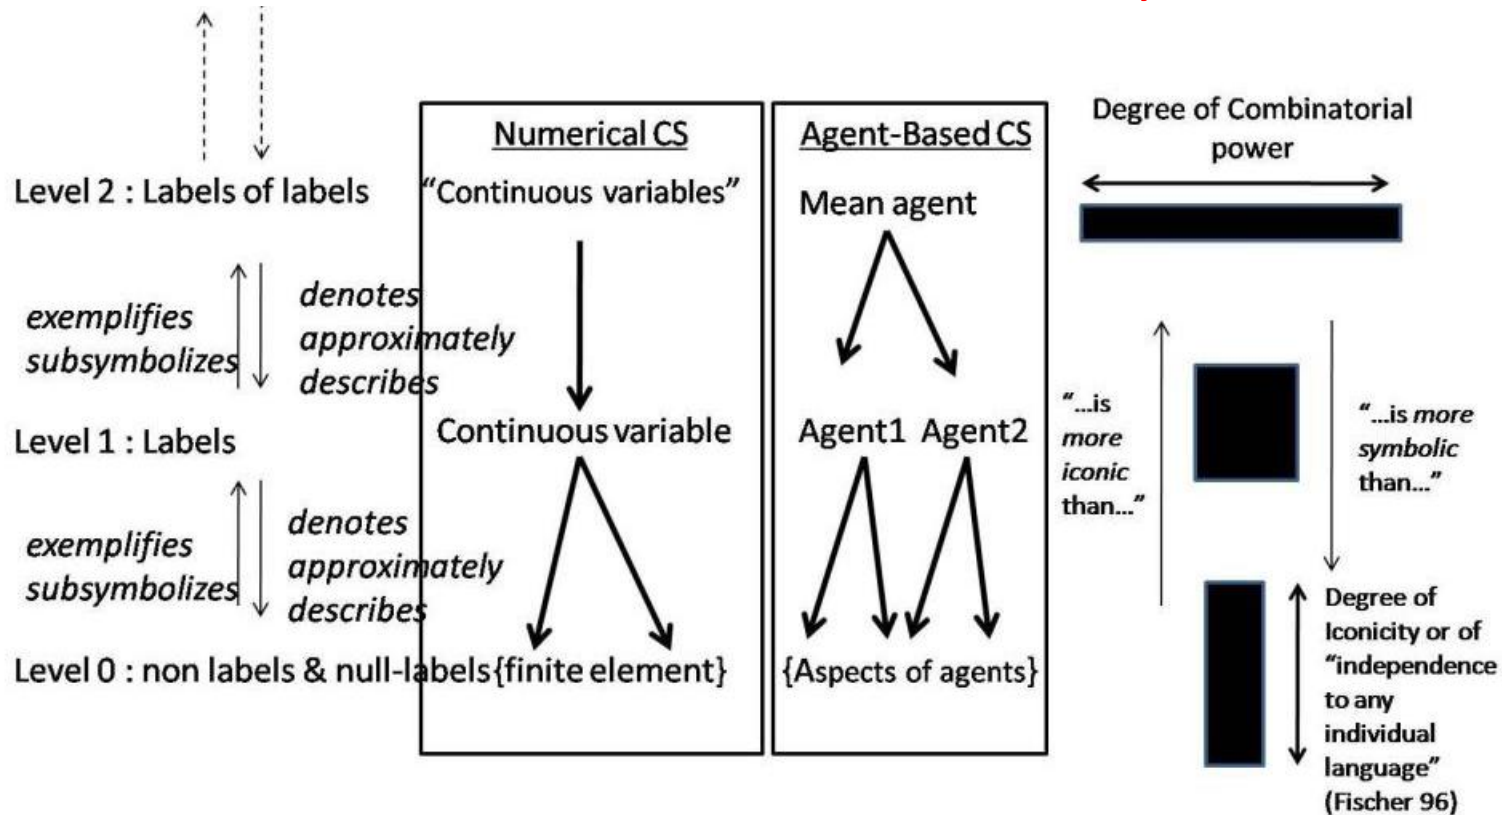 Numerical CS
Agent-Based CS
Degree of Combinatorial
power
Level 2 : Labels of labels
“Continuous variables”
Mean agent
exemplifies
subsymbolizes
denotes
approximately
describes
Level 1 : Labels
Continuous variable
Agent1 Agent2
“...is
more
iconic
than...”
“...is more
symbolic
than...”
exemplifies
subsymbolizes
denotes
approximately
describes
Level 0 : non labels & null-labels
{finite element}
{Aspects of agents}
Degree of
Iconicity or of
“independence
to any
individual
language”
(Fischer 96)